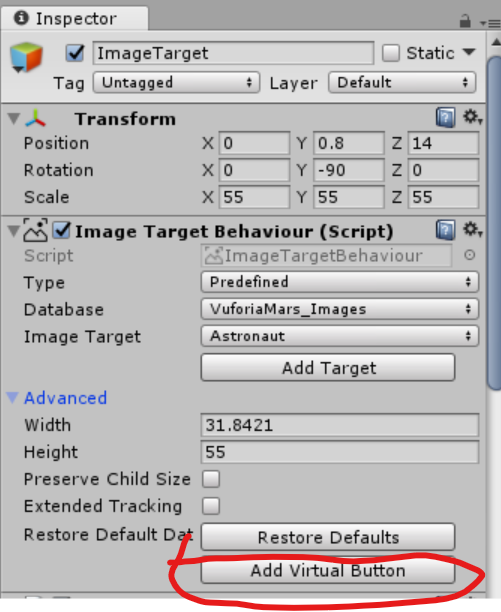 Inspector
ImageTarget Static
Tag Untagged Layer Default
Transform
Position X 0 Y 0.8 Z 14
Rotation X 0 Y -90 Z 0
Scale X 55 Y 55 Z 55
Image Target Behaviour (Script)
Script ImageTargetBehaviour
Type Predefined
Database VuforiaMars_Images
Image Target Astronaut
Add Target
Advanced
Width 31.8421
Height 55
Preserve Child Size
Extended Tracking
Restore Default Dat Restore Defaults
Add Virtual Button